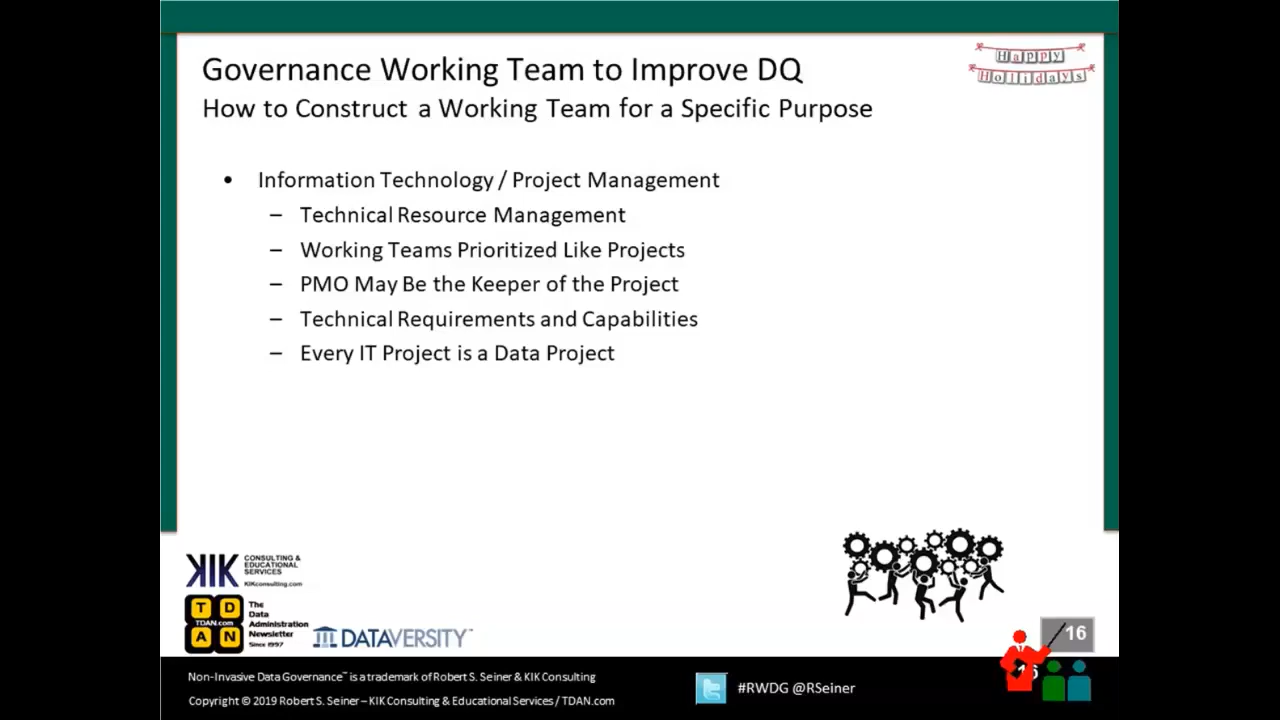 Governance Working Team to Improve DQ
Happy
Holidays
How to Construct a Working Team for a Specific Purpose
• Information Technology / Project Management
– Technical Resource Management
– Working Teams Prioritized Like Projects
– PMO May Be the Keeper of the Project
– Technical Requirements and Capabilities
– Every IT Project is a Data Project
KIK CONSULTING &
EDUCATIONAL
SERVICES
KIKconsulting.com
T D
TDAN.com
A N
The
Data
Administration
Newsletter
Since 1997
DATAVERSITY™
16
16
Non-Invasive Data Governance™ is a trademark of Robert S. Seiner & KIK Consulting
Copyright © 2019 Robert S. Seiner – KIK Consulting & Educational Services / TDAN.com
#RWDG @RSeiner